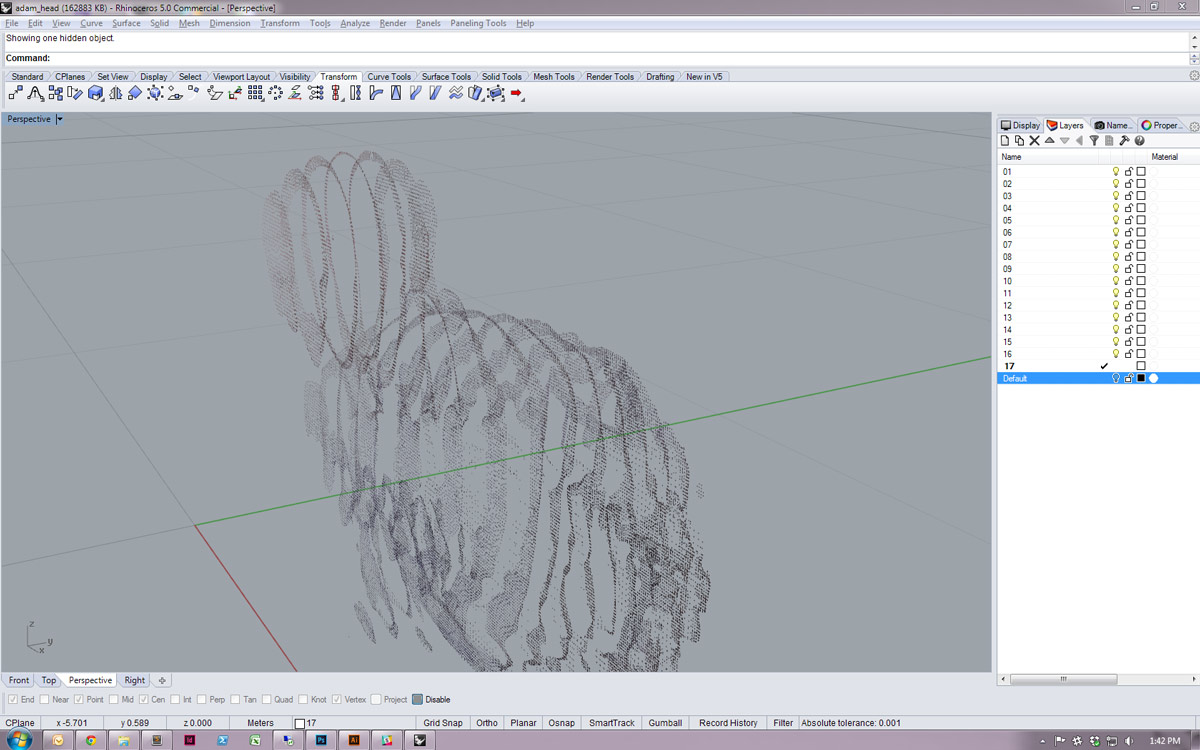 adam_head (162883 KB) - Rhinoceros 5.0 Commercial - [Perspective]
File Edit View Curve Surface Solid Mesh Dimension Transform Tools Analyze Render Panels Paneling Tools Help
Showing one hidden object.
Command:
Standard CPlanes Set View Display Select Viewport Layout Visibility Transform Curve Tools Surface Tools Solid Tools Mesh Tools Render Tools Drafting New in V5
Perspective
Display Layers Name... Proper...
Name Material
01
02
03
04
05
06
07
08
09
10
11
12
13
14
15
16
17
Default
z
y
x
Front Top Perspective Right
End Near Point Mid Cen Int Perp Tan Quad Knot Vertex Project Disable
CPlane x -5.701 y 0.589 z 0.000 Meters 17 Grid Snap Ortho Planar Osnap SmartTrack Gumball Record History Filter Absolute tolerance: 0.001
Ps Ai 1:42 PM